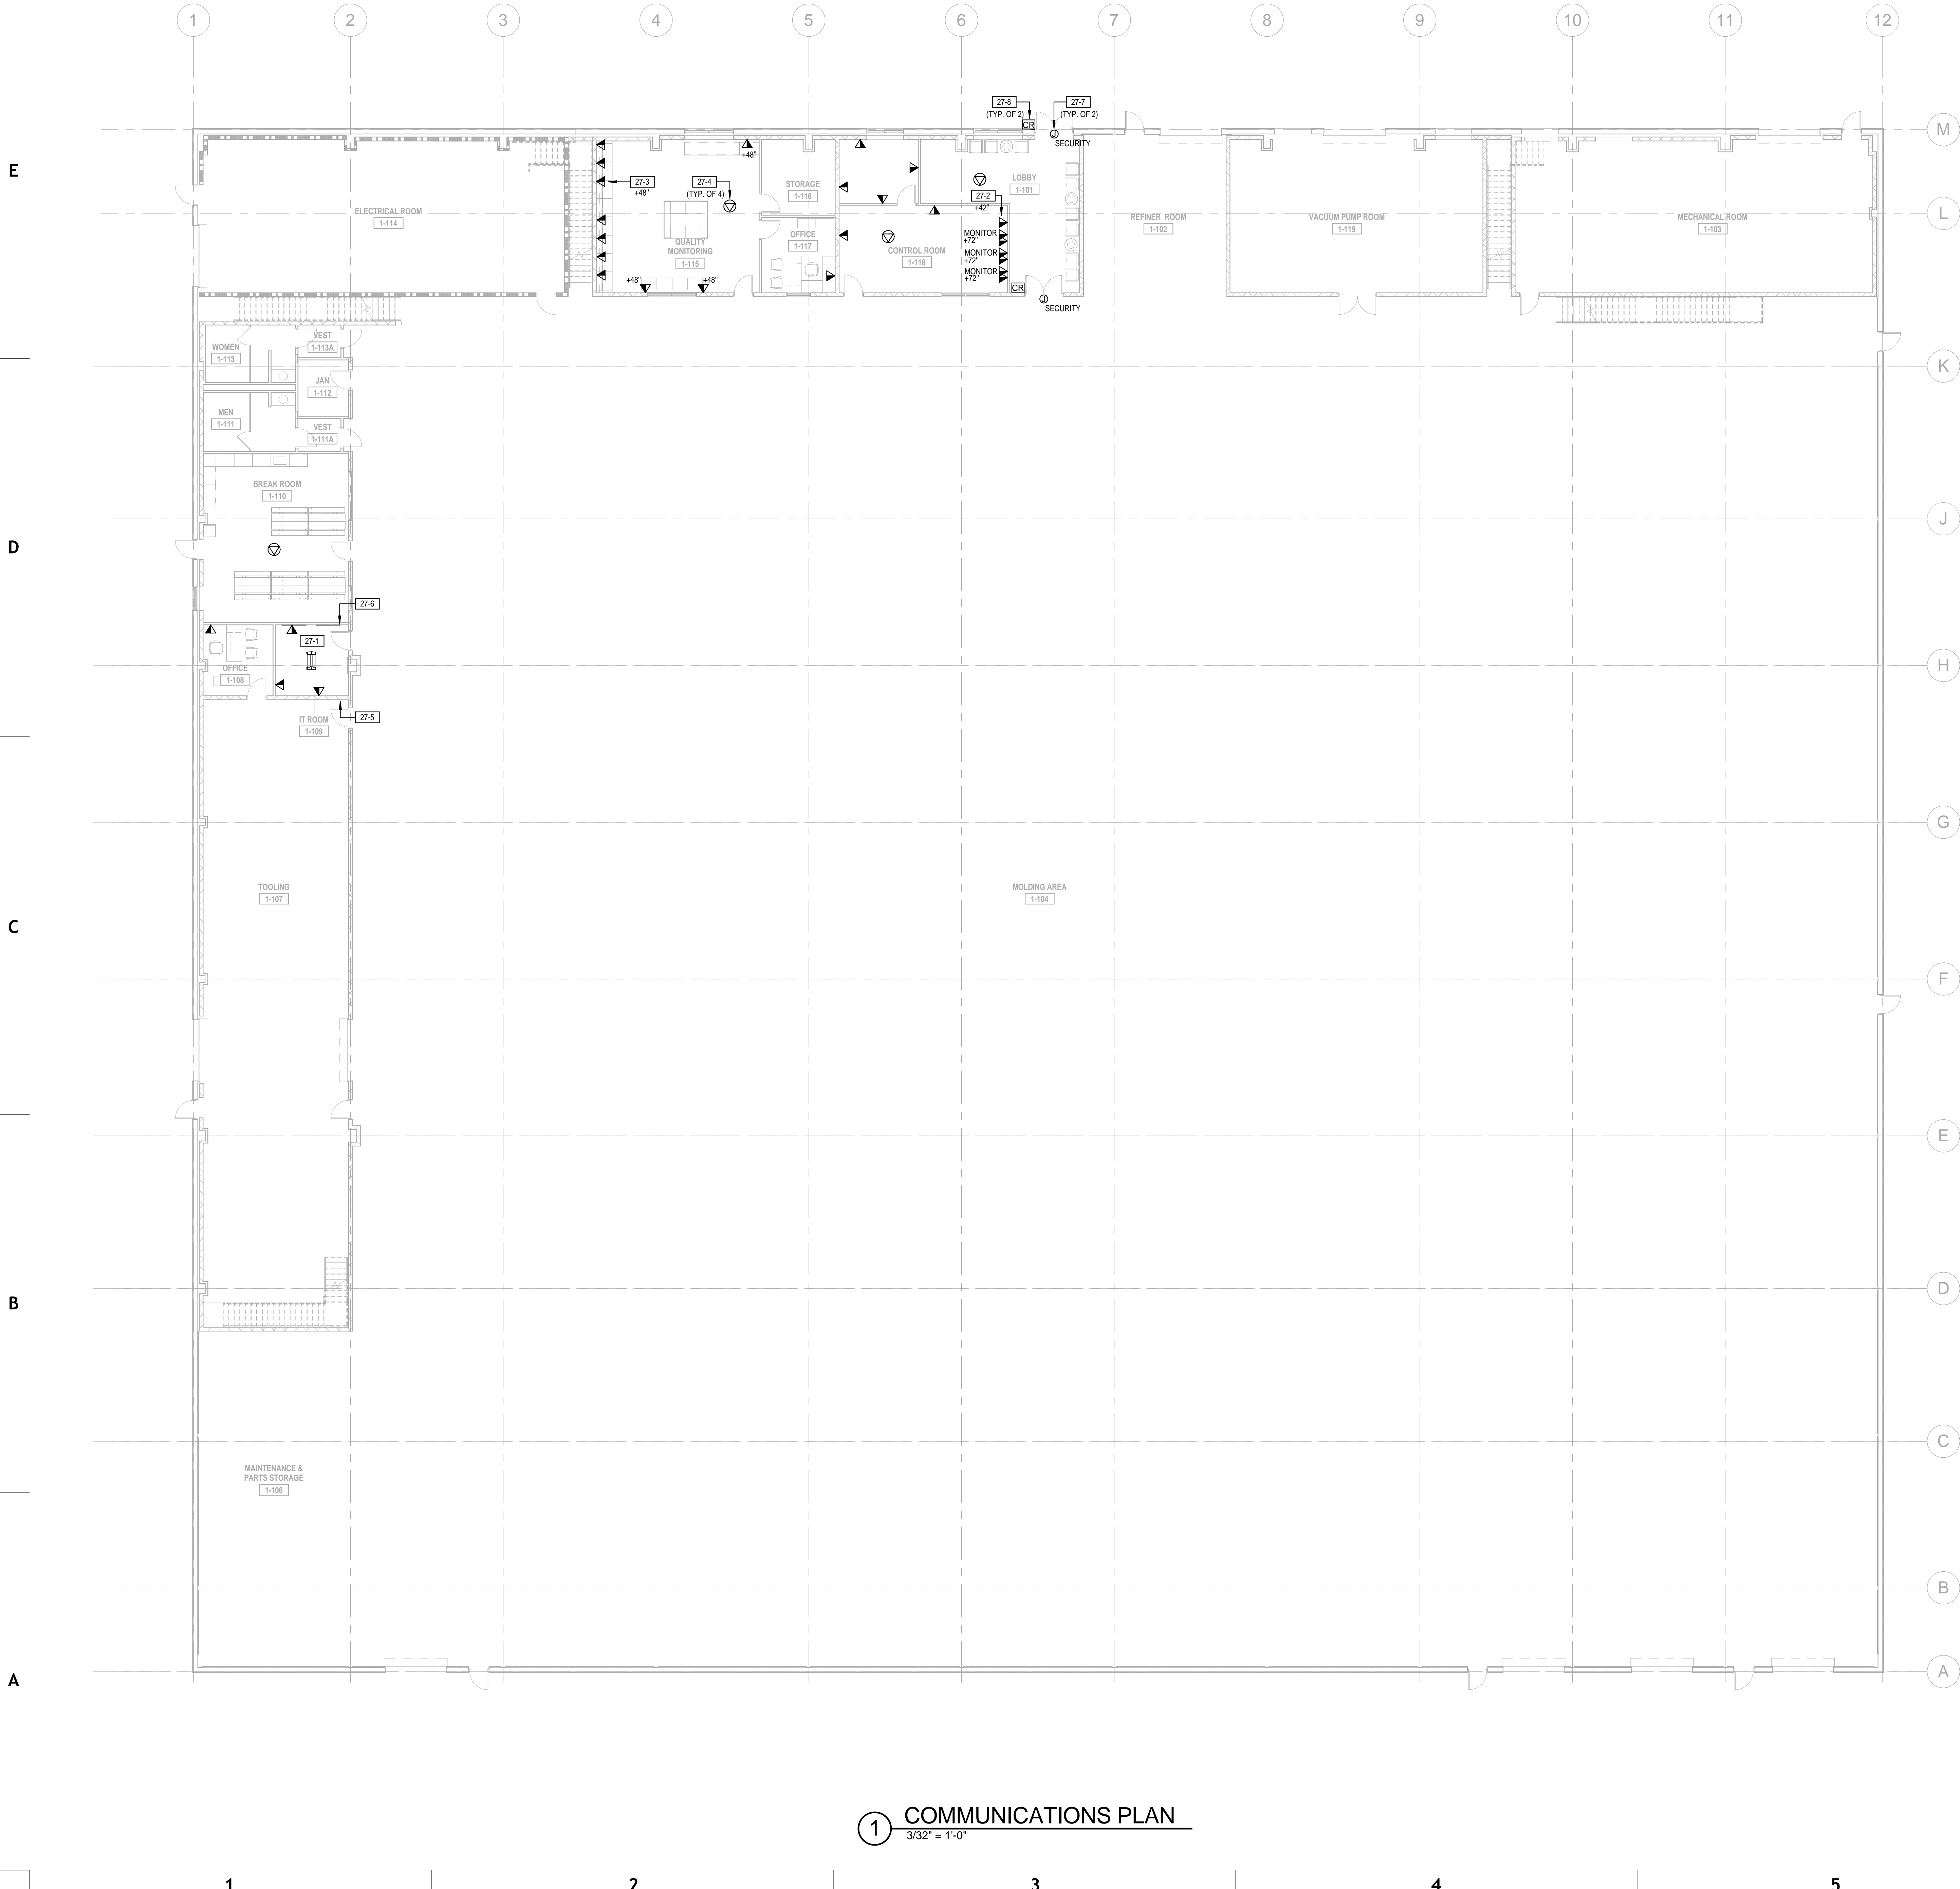 1 2 3 4 5 6 7 8 9 10 11 12
27-8
27-7
(TYP. OF 2)
(TYP. OF 2)
CR
J
SECURITY
M
E
+48"
27-3
+48"
27-4
(TYP. OF 4)
STORAGE
1-116
LOBBY
1-101
27-2
+42"
ELECTRICAL ROOM
1-114
REFINER ROOM
1-102
VACUUM PUMP ROOM
1-119
MECHANICAL ROOM
1-103
L
QUALITY
MONITORING
1-115
OFFICE
1-117
CONTROL ROOM
1-118
MONITOR
+72"
MONITOR
+72"
MONITOR
+72"
+48"
+48"
CR
J
SECURITY
WOMEN
1-113
VEST
1-113A
K
JAN
1-112
MEN
1-111
VEST
1-111A
BREAK ROOM
1-110
J
D
27-6
27-1
OFFICE
1-108
H
27-5
IT ROOM
1-109
G
TOOLING
1-107
MOLDING AREA
1-104
C
F
E
D
B
C
MAINTENANCE &
PARTS STORAGE
1-106
B
A
A
1
COMMUNICATIONS PLAN
3/32" = 1'-0"
1 2 3 4 5